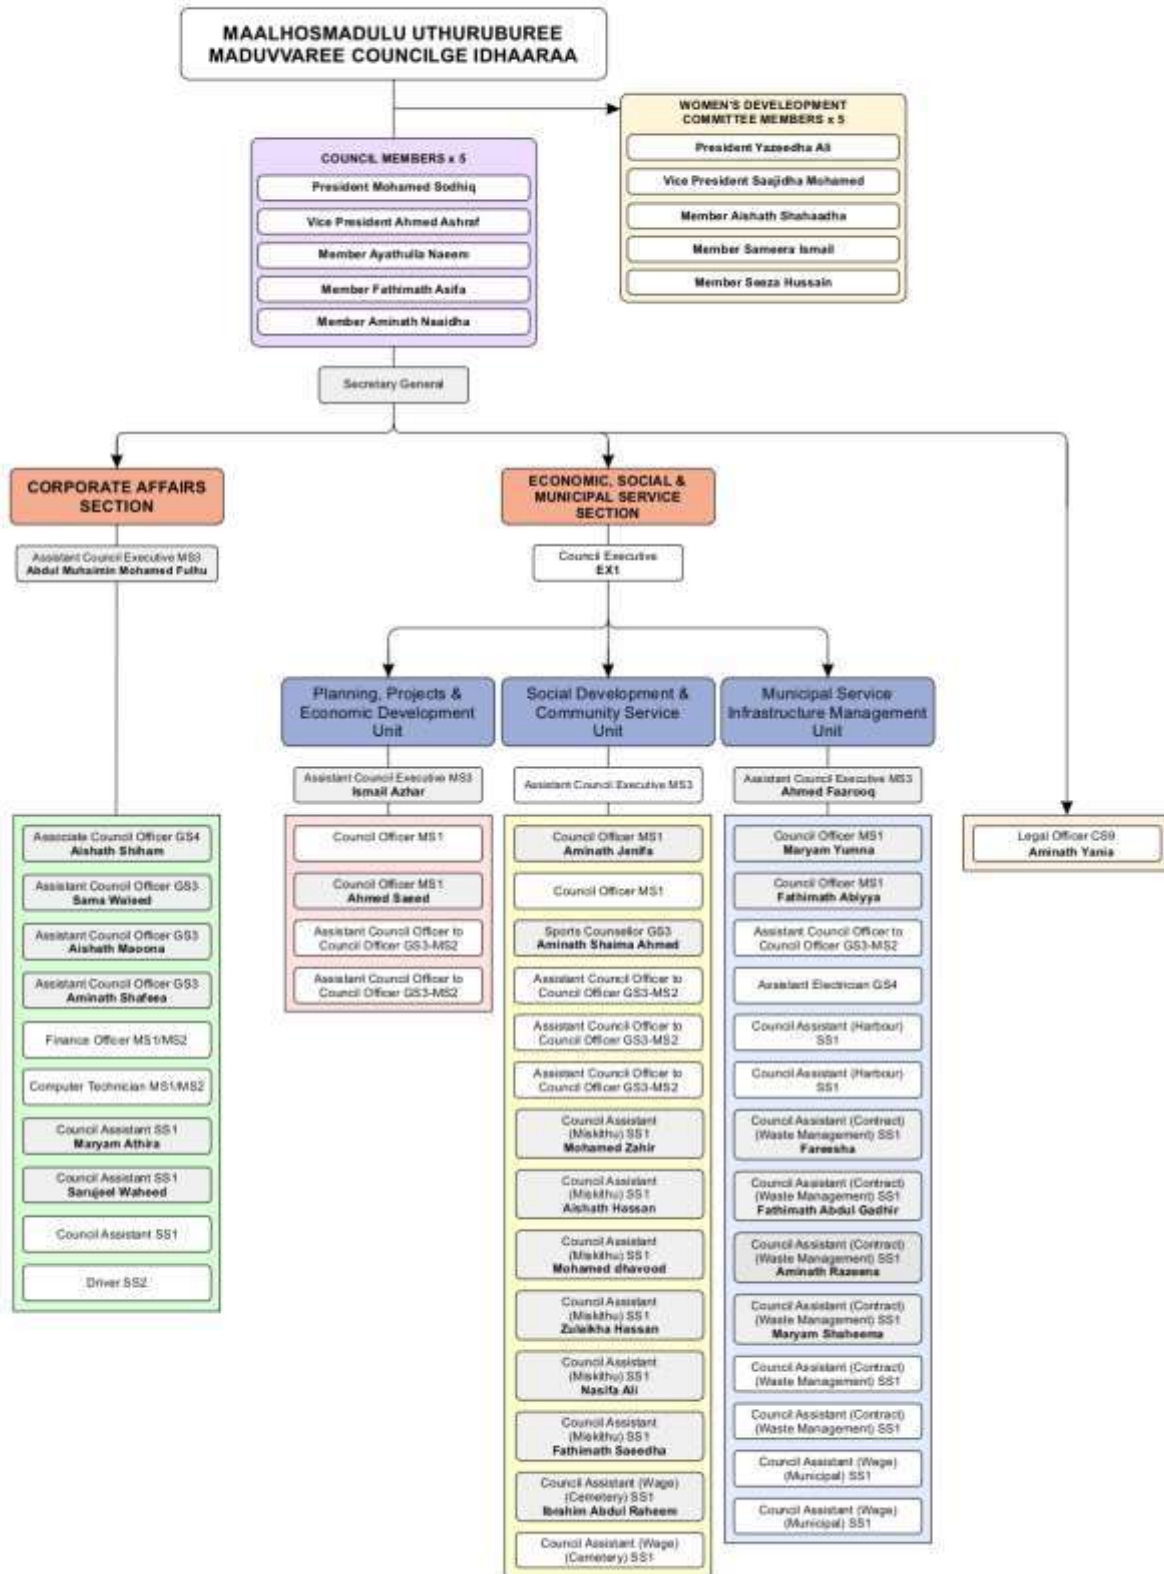 MAALHOSMADULU UTHURUBUREE
MADUVVAREE COUNCILGE IDHAARAA
WOMEN'S DEVELEOPMENT
COMMITTEE MEMBERS x 5
President Yazeedha Ali
Vice President Saajidha Mohamed
Member Aishath Shahaadha
Member Sameera Ismail
Member Seeza Hussain
COUNCIL MEMBERS x 5
President Mohamed Sodhiq
Vice President Ahmed Ashraf
Member Ayathulla Naeem
Member Fathimath Asifa
Member Aminath Naaidha
Secretary General
CORPORATE AFFAIRS
SECTION
Assistant Council Executive MS3
Abdul Muhaimin Mohamed Fulhu
Associate Council Officer GS4
Aishath Shiham
Assistant Council Officer GS3
Sama Waleed
Assistant Council Officer GS3
Aishath Maoona
Assistant Council Officer GS3
Aminath Shafeea
Finance Officer MS1/MS2
Computer Technician MS1/MS2
Council Assistant SS1
Maryam Athira
Council Assistant SS1
Sarujeel Waheed
Council Assistant SS1
Driver SS2
ECONOMIC, SOCIAL &
MUNICIPAL SERVICE
SECTION
Council Executive
EX1
Planning, Projects &
Economic Development
Unit
Assistant Council Executive MS3
Ismail Azhar
Council Officer MS1
Council Officer MS1
Ahmed Saeed
Assistant Council Officer to
Council Officer GS3-MS2
Assistant Council Officer to
Council Officer GS3-MS2
Social Development &
Community Service
Unit
Assistant Council Executive MS3
Council Officer MS1
Aminath Jenifa
Council Officer MS1
Sports Counsellor GS3
Aminath Shaima Ahmed
Assistant Council Officer to
Council Officer GS3-MS2
Assistant Council Officer to
Council Officer GS3-MS2
Assistant Council Officer to
Council Officer GS3-MS2
Council Assistant
(Miskithu) SS1
Mohamed Zahir
Council Assistant
(Miskithu) SS1
Aishath Hassan
Council Assistant
(Miskithu) SS1
Mohamed dhavood
Council Assistant
(Miskithu) SS1
Zuleikha Hassan
Council Assistant
(Miskithu) SS1
Nasifa Ali
Council Assistant
(Miskithu) SS1
Fathimath Saeedha
Council Assistant (Wage)
(Cemetery) SS1
Ibrahim Abdul Raheem
Council Assistant (Wage)
(Cemetery) SS1
Municipal Service
Infrastructure Management
Unit
Assistant Council Executive MS3
Ahmed Faarooq
Council Officer MS1
Maryam Yumna
Council Officer MS1
Fathimath Abiyya
Assistant Council Officer to
Council Officer GS3-MS2
Assistant Electrician GS4
Council Assistant (Harbour)
SS1
Council Assistant (Harbour)
SS1
Council Assistant (Contract)
(Waste Management) SS1
Fareesha
Council Assistant (Contract)
(Waste Management) SS1
Fathimath Abdul Gadhir
Council Assistant (Contract)
(Waste Management) SS1
Aminath Razeena
Council Assistant (Contract)
(Waste Management) SS1
Maryam Shaheema
Council Assistant (Contract)
(Waste Management) SS1
Council Assistant (Contract)
(Waste Management) SS1
Council Assistant (Wage)
(Municipal) SS1
Council Assistant (Wage)
(Municipal) SS1
Legal Officer CS9
Aminath Yania